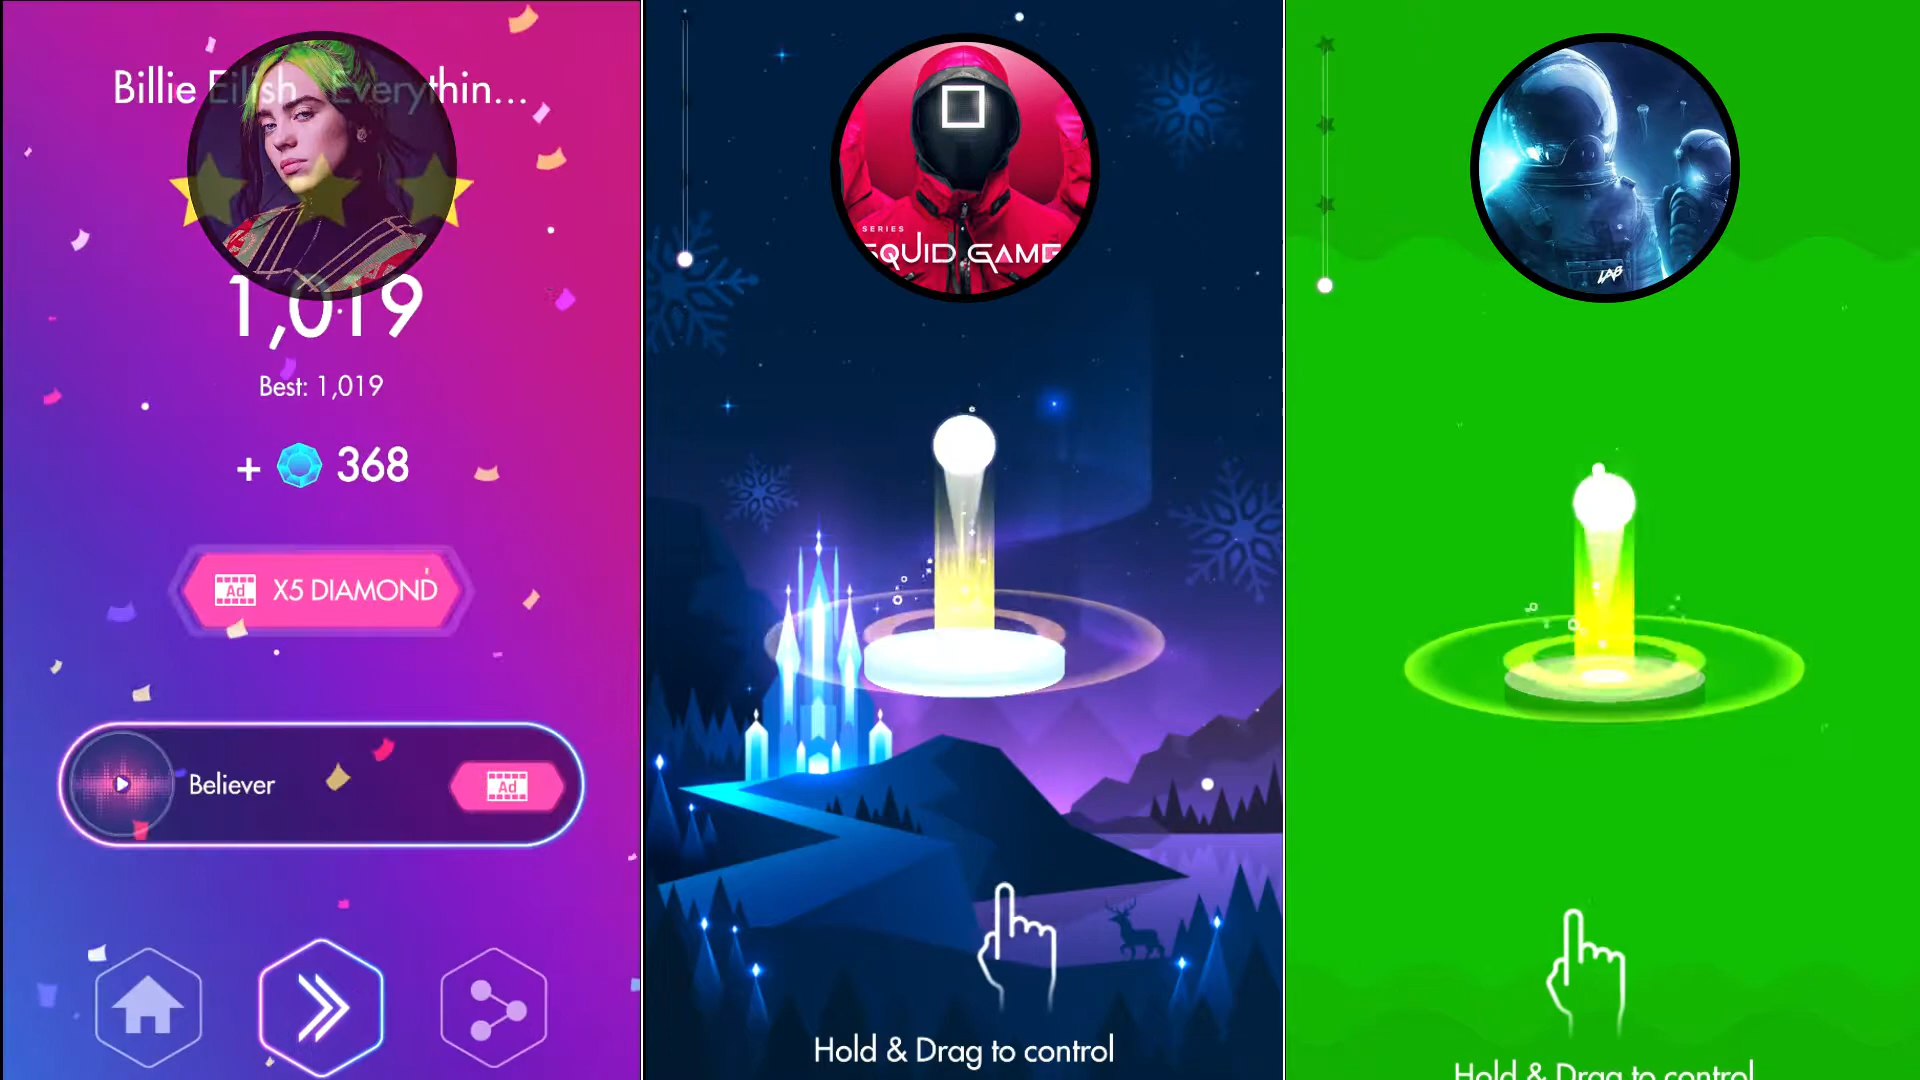 Billie Eilish - Everythin...
1,019
Best: 1,019
+ 368
Ad X5 DIAMOND
Believer
Ad
SERIES
SQUID GAME
Hold & Drag to control
LAB
Hold & Drag to control